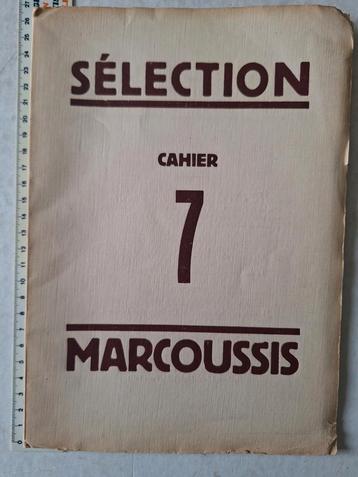 SÉLECTION
CAHIER
7
MARCOUSSIS